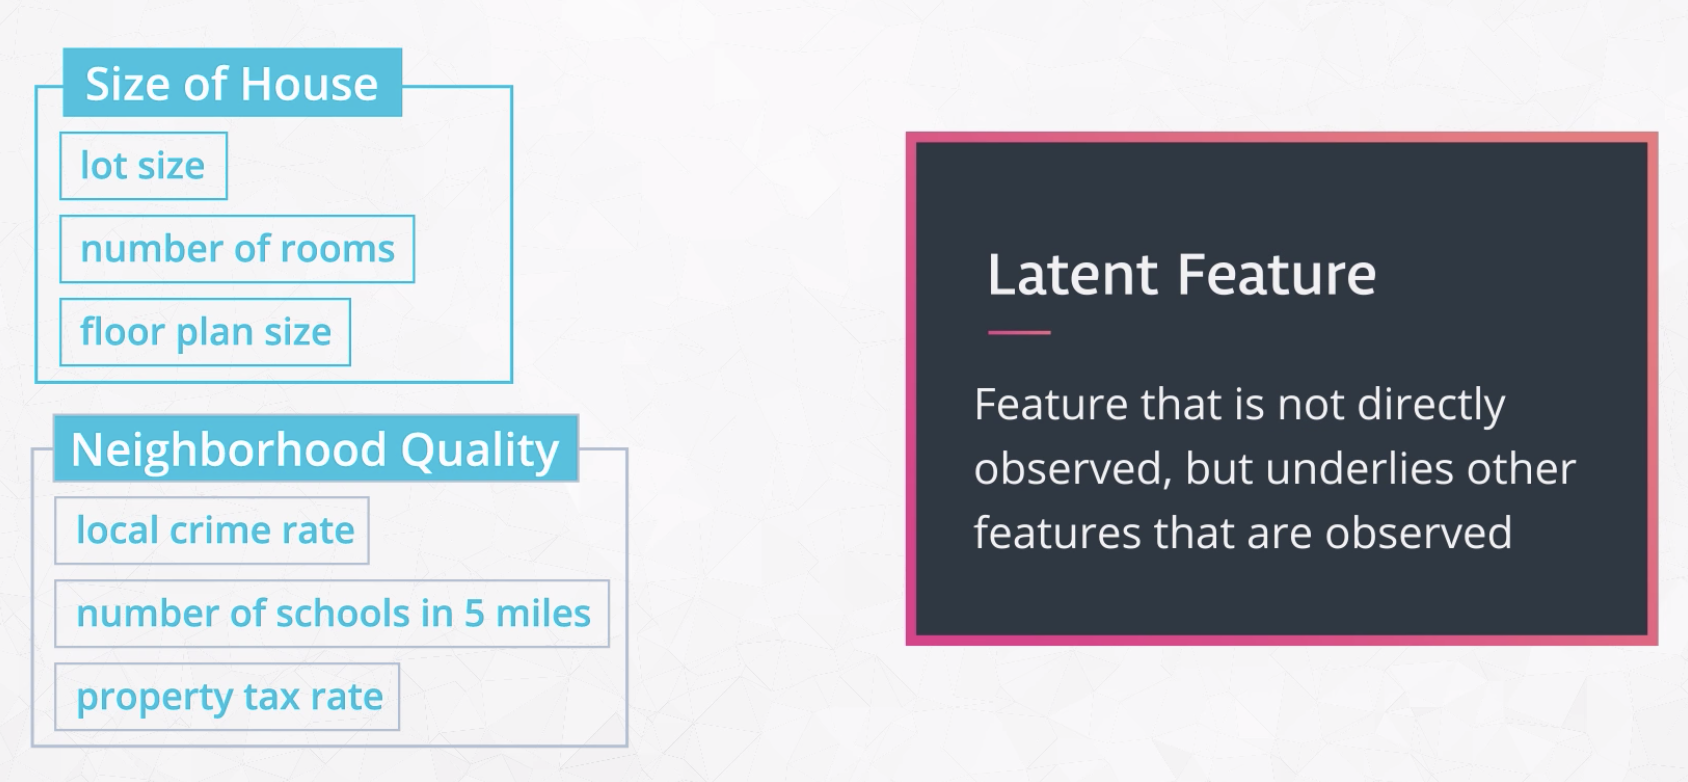 Size of House
lot size
number of rooms
floor plan size
Neighborhood Quality
local crime rate
number of schools in 5 miles
property tax rate
Latent Feature
Feature that is not directly
observed, but underlies other
features that are observed